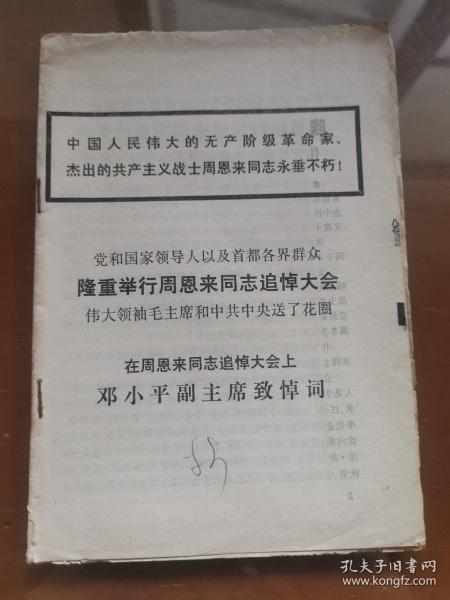 中国人民伟大的无产阶级革命家、
杰出的共产主义战士周恩来同志永垂不朽！
党和国家领导人以及首都各界群众
隆重举行周恩来同志追悼大会
伟大领袖毛主席和中共中央送了花圈
在周恩来同志追悼大会上
邓小平副主席致悼词
孔夫子旧书网
www.kongfz.com